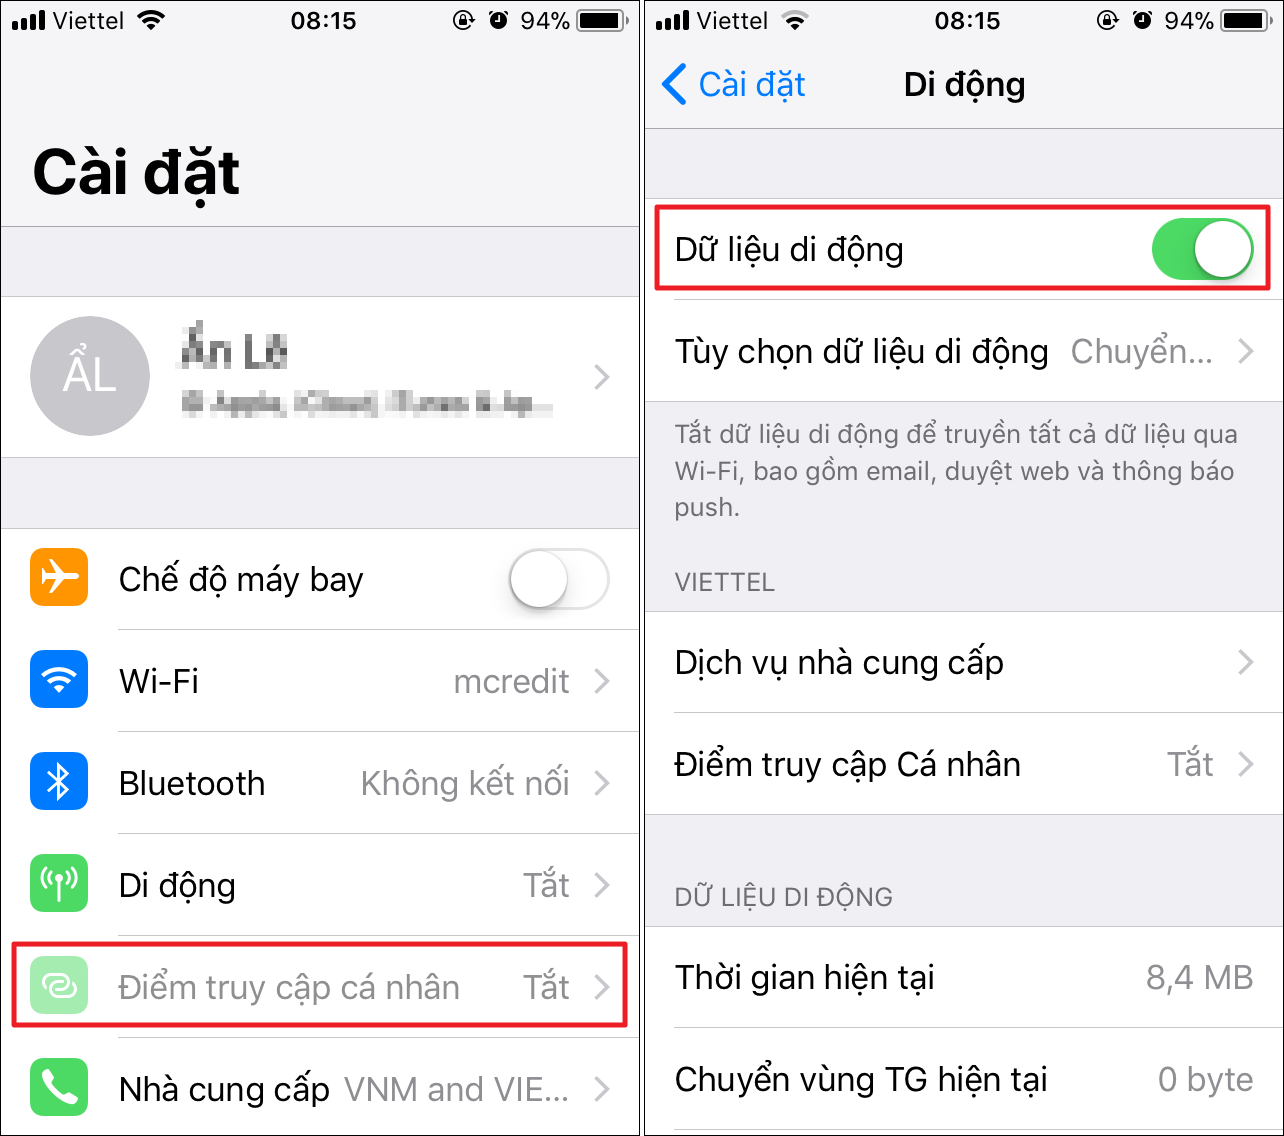 Viettel 08:15 94%
Cài đặt
ẨL
Chế độ máy bay
Wi-Fi mcredit
Bluetooth Không kết nối
Di động Tắt
Điểm truy cập cá nhân Tắt
Nhà cung cấp VNM and VIE...
Viettel 08:15 94%
Cài đặt Di động
Dữ liệu di động
Tùy chọn dữ liệu di động Chuyển...
Tắt dữ liệu di động để truyền tất cả dữ liệu qua
Wi-Fi, bao gồm email, duyệt web và thông báo
push.
VIETTEL
Dịch vụ nhà cung cấp
Điểm truy cập Cá nhân Tắt
DỮ LIỆU DI ĐỘNG
Thời gian hiện tại 8,4 MB
Chuyển vùng TG hiện tại 0 byte